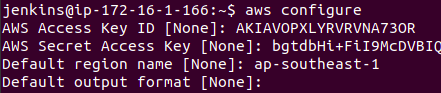 jenkins@ip-172-16-1-166:~$ aws configure
AWS Access Key ID [None]: AKIAVOPXLYRVRVNA73OR
AWS Secret Access Key [None]: bgtdbHi+FiI9McDVBIQ
Default region name [None]: ap-southeast-1
Default output format [None]: